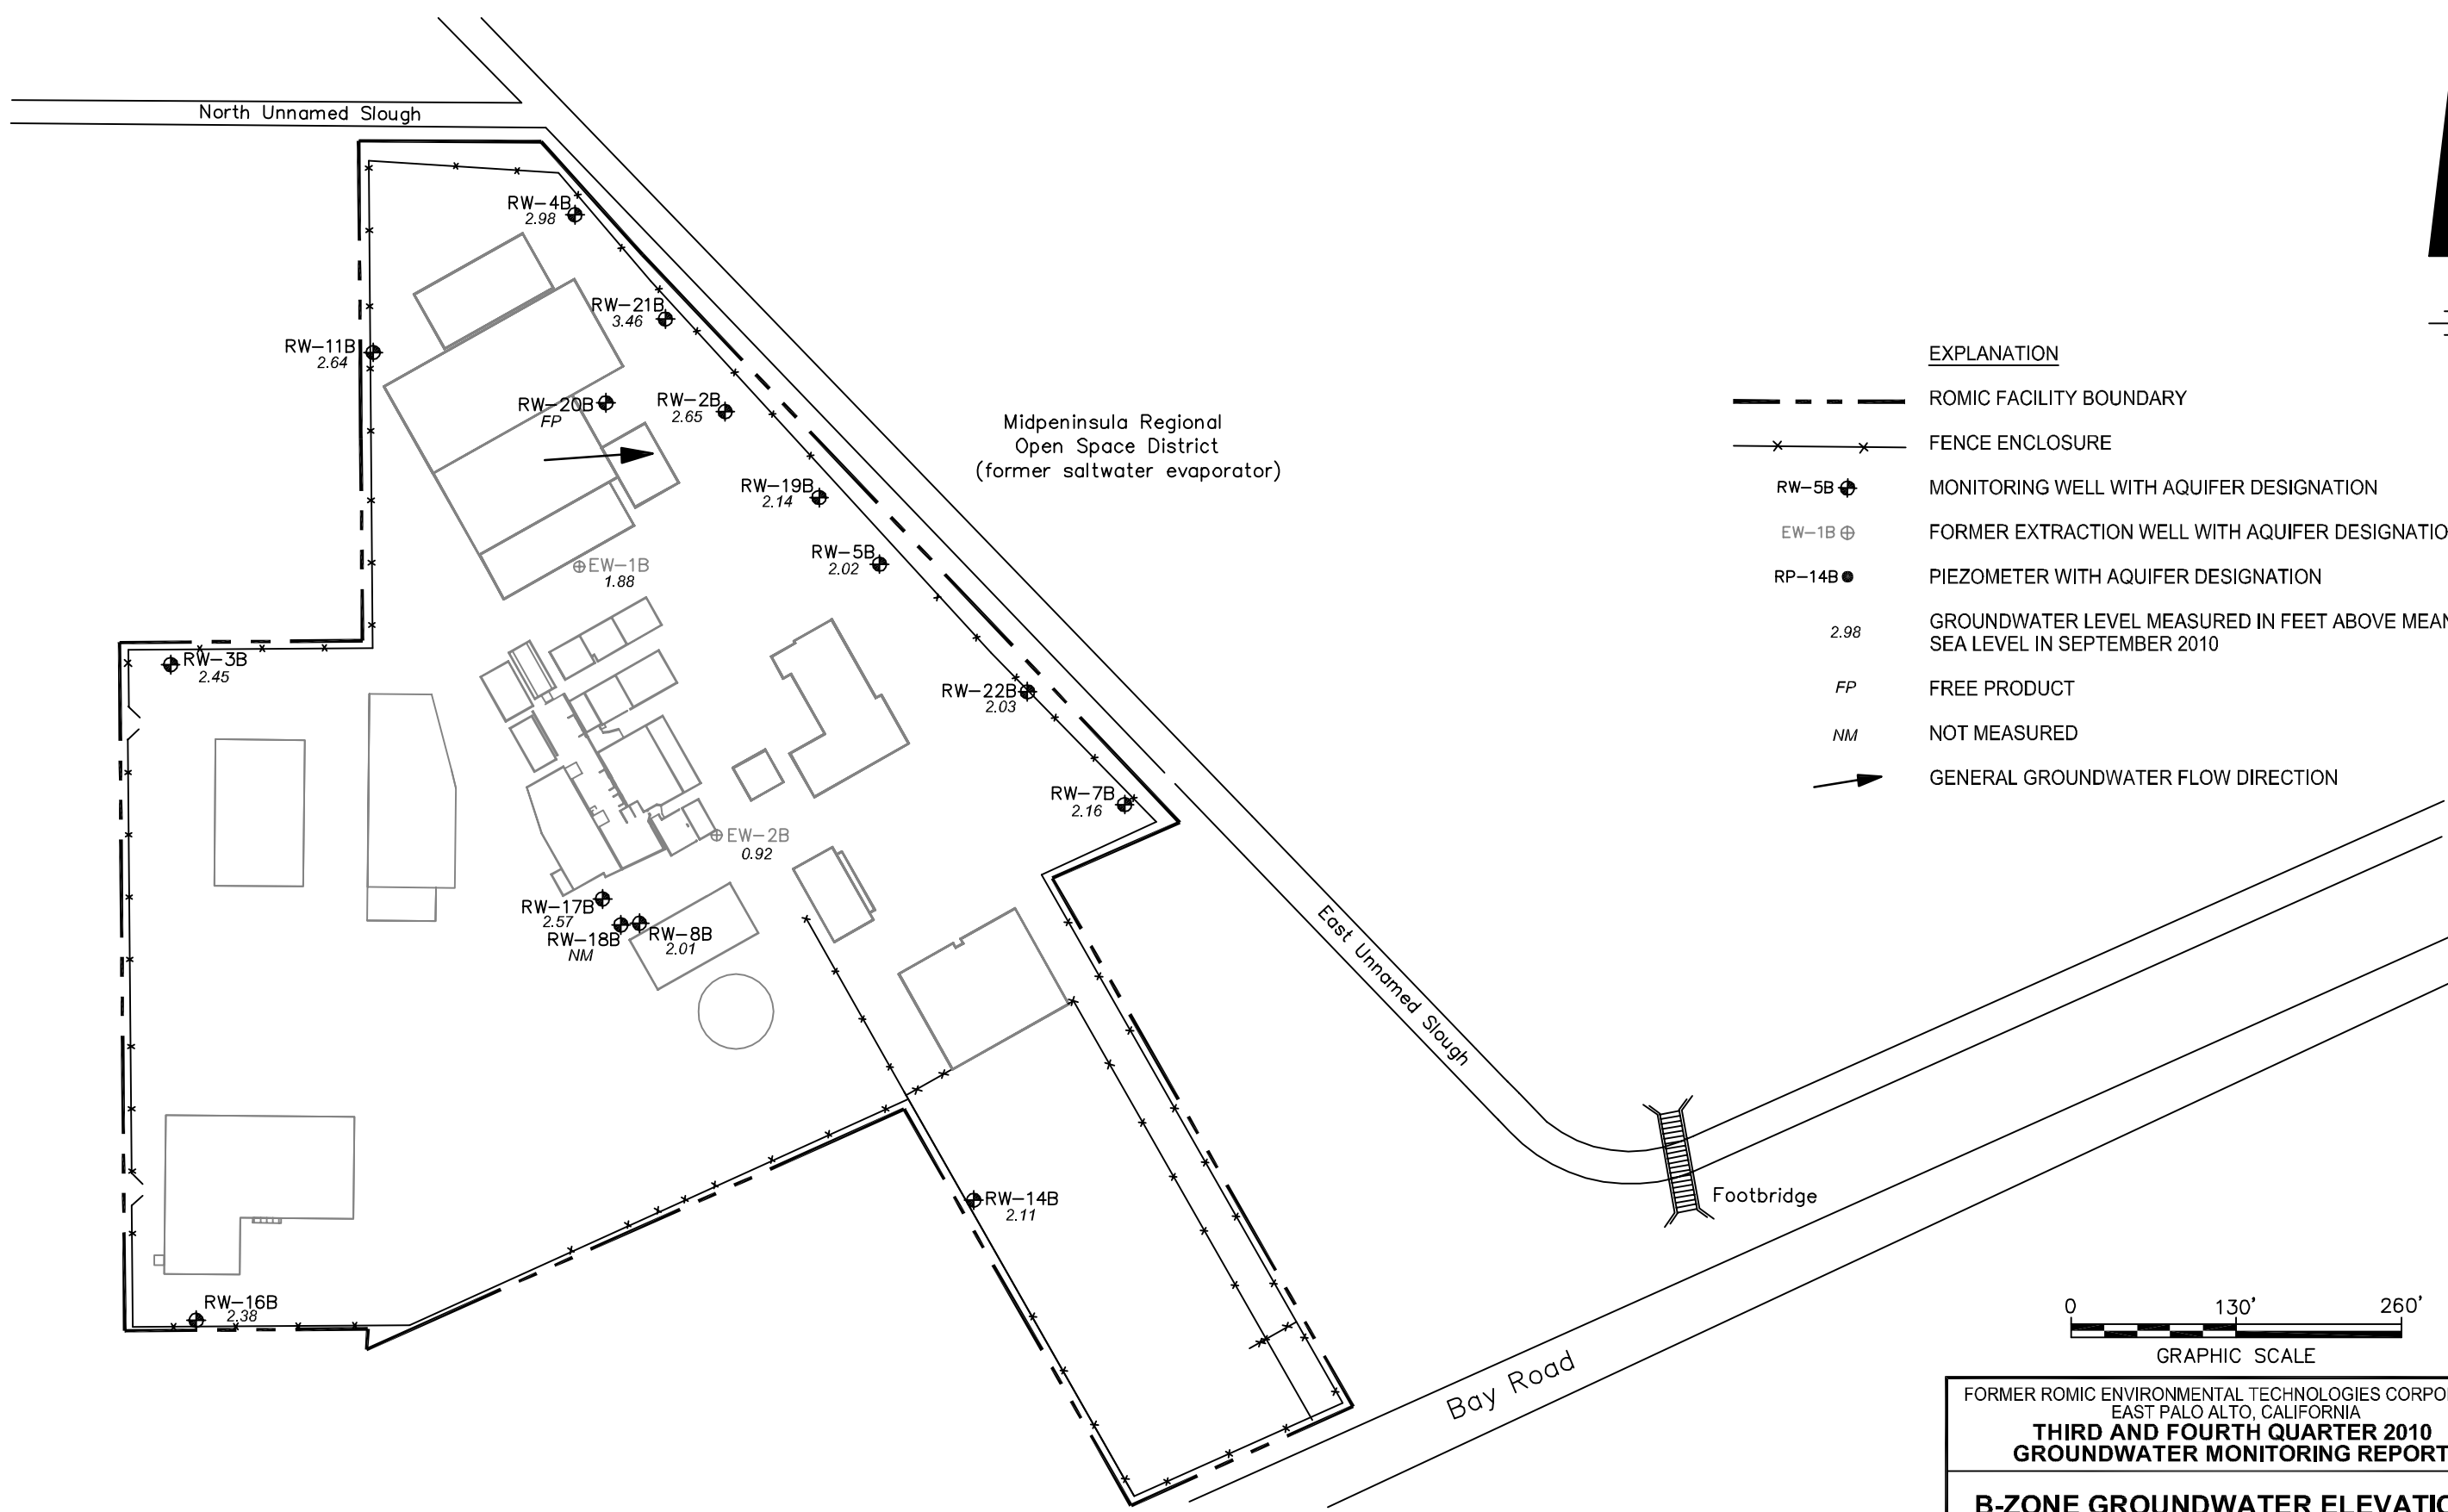 North Unnamed Slough
RW-4B
2.98
RW-21B
3.46
RW-11B
2.64
RW-20B
FP
RW-2B
2.65
Midpeninsula Regional
Open Space District
(former saltwater evaporator)
RW-19B
2.14
RW-5B
2.02
EW-1B
1.88
RW-3B
2.45
RW-22B
2.03
RW-7B
2.16
EW-2B
0.92
RW-17B
2.57
RW-18B
NM
RW-8B
2.01
East Unnamed Slough
RW-14B
2.11
Footbridge
RW-16B
2.38
Bay Road
EXPLANATION
ROMIC FACILITY BOUNDARY
FENCE ENCLOSURE
RW-5B MONITORING WELL WITH AQUIFER DESIGNATION
EW-1B FORMER EXTRACTION WELL WITH AQUIFER DESIGNATIO
RP-14B PIEZOMETER WITH AQUIFER DESIGNATION
2.98 GROUNDWATER LEVEL MEASURED IN FEET ABOVE MEAN
SEA LEVEL IN SEPTEMBER 2010
FP FREE PRODUCT
NM NOT MEASURED
GENERAL GROUNDWATER FLOW DIRECTION
0 130' 260'
GRAPHIC SCALE
FORMER ROMIC ENVIRONMENTAL TECHNOLOGIES CORPO
EAST PALO ALTO, CALIFORNIA
THIRD AND FOURTH QUARTER 2010
GROUNDWATER MONITORING REPORT
B-ZONE GROUNDWATER ELEVATIO